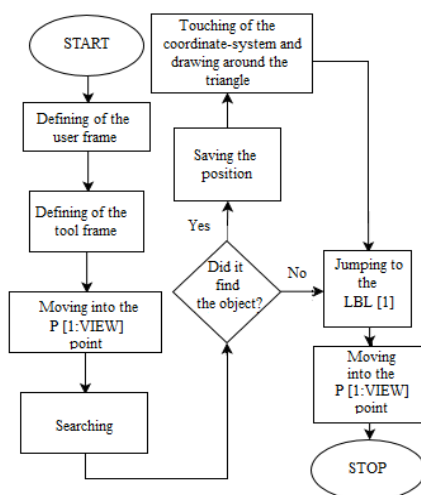 START
Defining of the
user frame
Defining of the
tool frame
Moving into the
P [1:VIEW]
point
Searching
Did it
find
the object?
Yes
No
Saving the
position
Touching of the
coordinate-system and
drawing around the
triangle
Jumping to
the
LBL [1]
Moving
into the
P [1:VIEW]
point
STOP